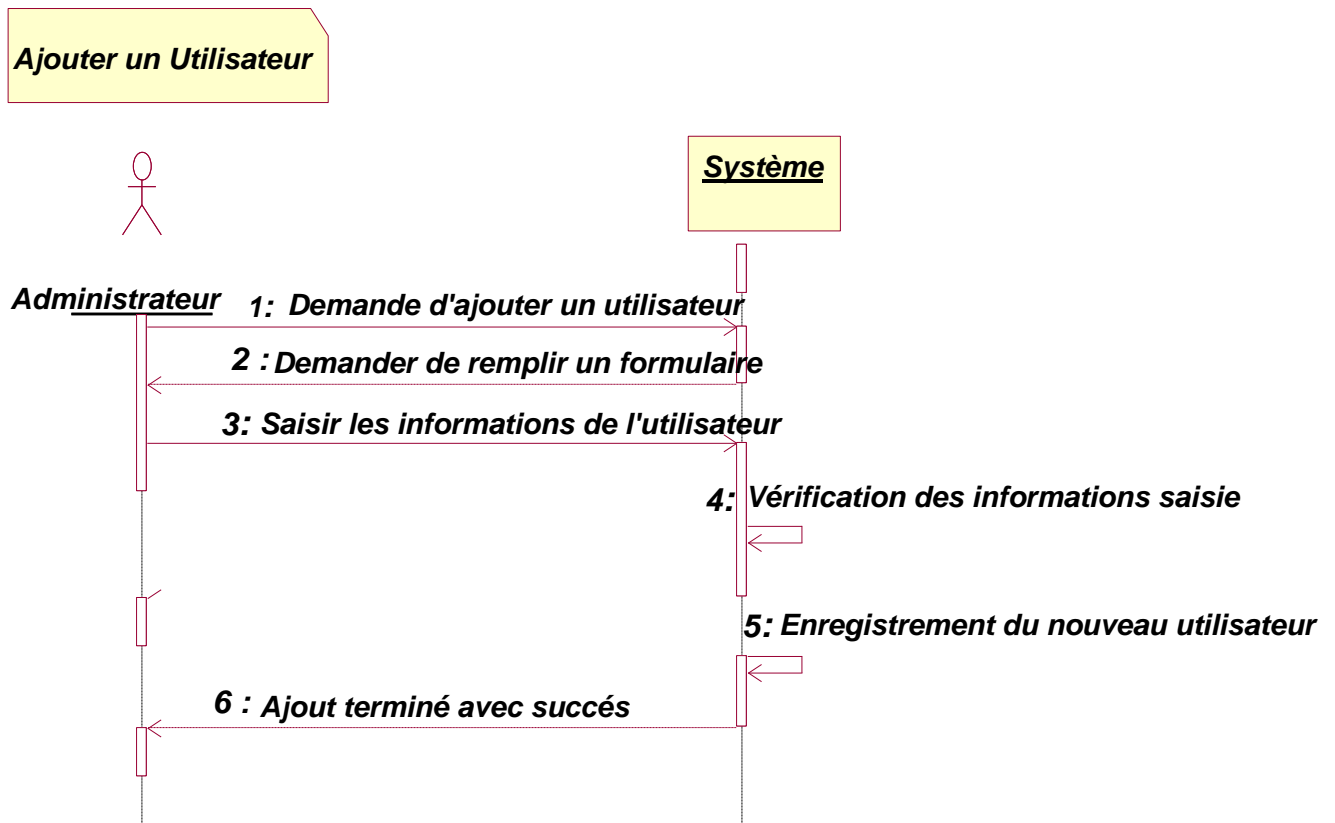 Ajouter un Utilisateur
Système
Administrateur
1: Demande d'ajouter un utilisateur
2 : Demander de remplir un formulaire
3: Saisir les informations de l'utilisateur
4: Vérification des informations saisie
5: Enregistrement du nouveau utilisateur
6 : Ajout terminé avec succés